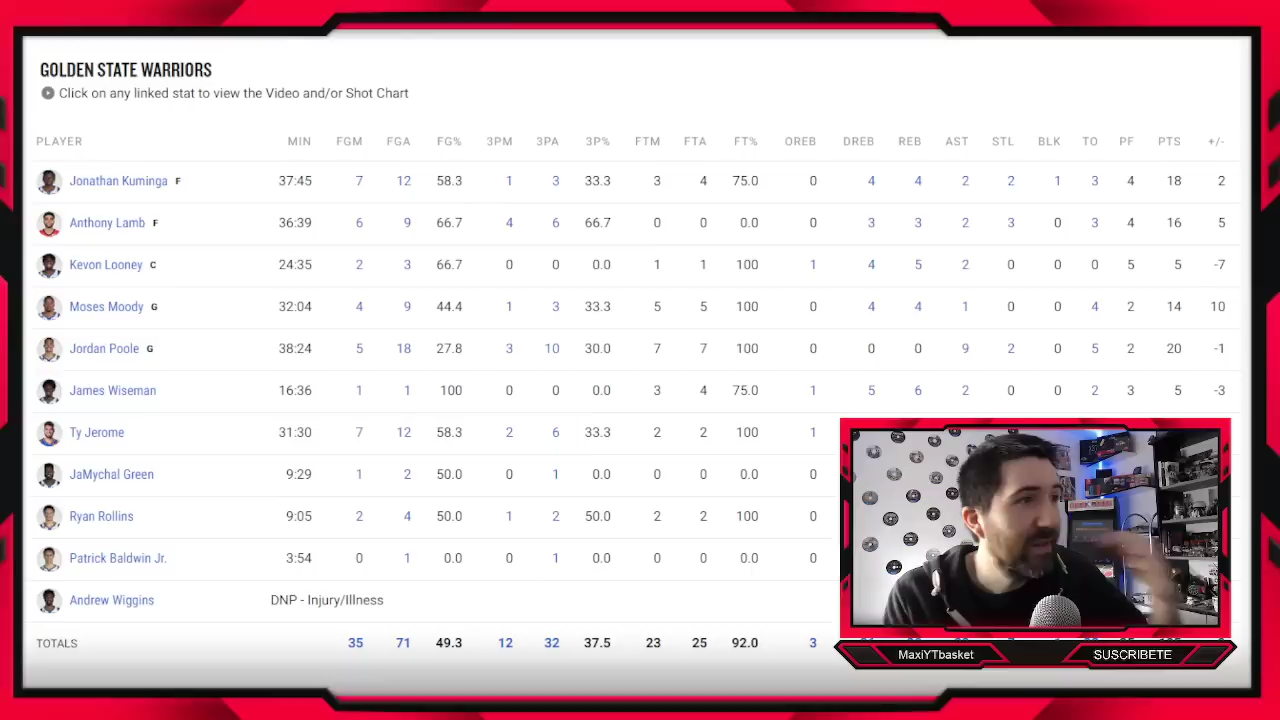 GOLDEN STATE WARRIORS
Click on any linked stat to view the Video and/or Shot Chart
PLAYER MIN FGM FGA FG% 3PM 3PA 3P% FTM FTA FT% OREB DREB REB AST STL BLK TO PF PTS +/-
Jonathan Kuminga F 37:45 7 12 58.3 1 3 33.3 3 4 75.0 0 4 4 2 2 1 3 4 18 2
Anthony Lamb F 36:39 6 9 66.7 4 6 66.7 0 0 0.0 0 3 3 2 3 0 3 4 16 5
Kevon Looney C 24:35 2 3 66.7 0 0 0.0 1 1 100 1 4 5 2 0 0 0 5 5 -7
Moses Moody G 32:04 4 9 44.4 1 3 33.3 5 5 100 0 4 4 1 0 0 4 2 14 10
Jordan Poole G 38:24 5 18 27.8 3 10 30.0 7 7 100 0 0 0 9 2 0 5 2 20 -1
James Wiseman 16:36 1 1 100 0 0 0.0 3 4 75.0 1 5 6 2 0 0 2 3 5 -3
Ty Jerome 31:30 7 12 58.3 2 6 33.3 2 2 100 1
JaMychal Green 9:29 1 2 50.0 0 1 0.0 0 0 0.0 0
Ryan Rollins 9:05 2 4 50.0 1 2 50.0 2 2 100 0
Patrick Baldwin Jr. 3:54 0 1 0.0 0 1 0.0 0 0 0.0 0
Andrew Wiggins DNP - Injury/Illness
TOTALS 35 71 49.3 12 32 37.5 23 25 92.0 3
MaxiYTbasket SUSCRIBETE